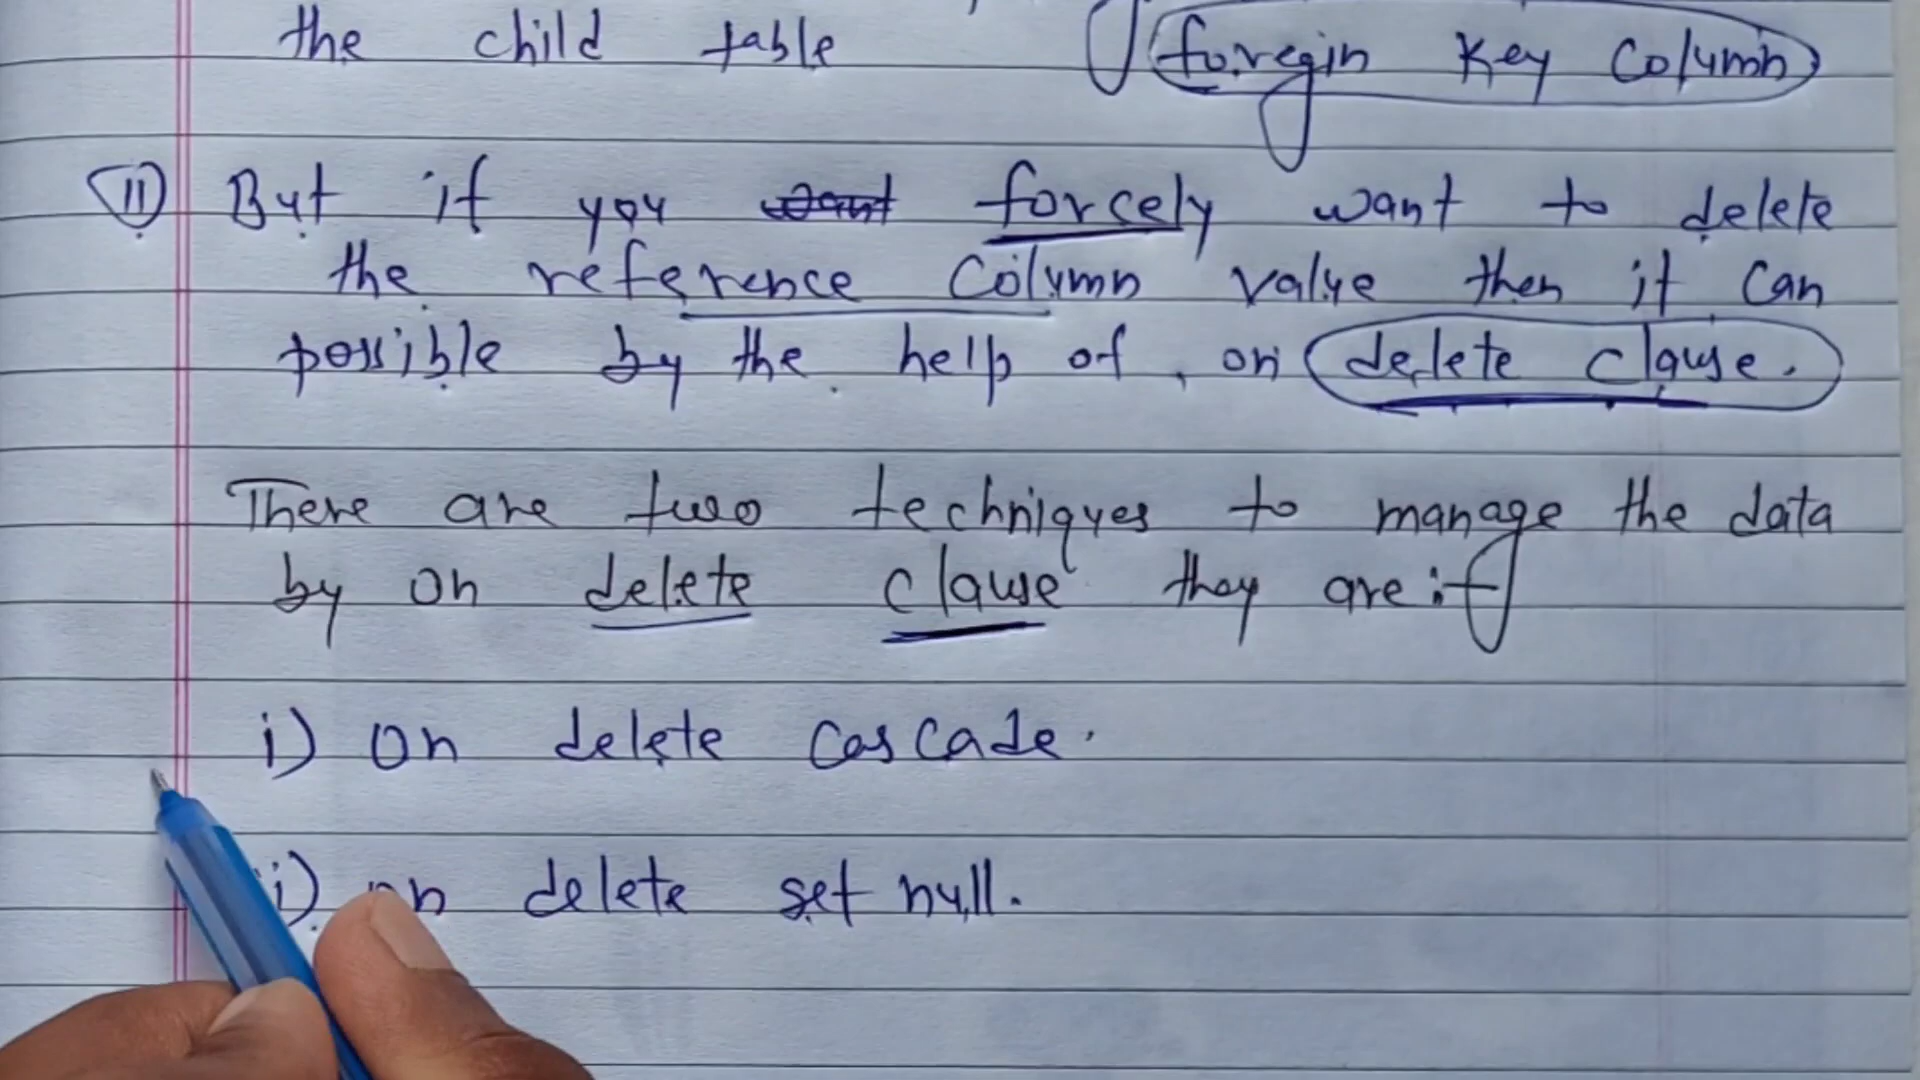 the child table foregin key column
(II) But if you want forcely want to delete
the reference column value then it can
possible by the help of on delete clause.
There are two techniques to manage the data
by on delete clause they are:-
i) On delete cascade.
ii) on delete set null.